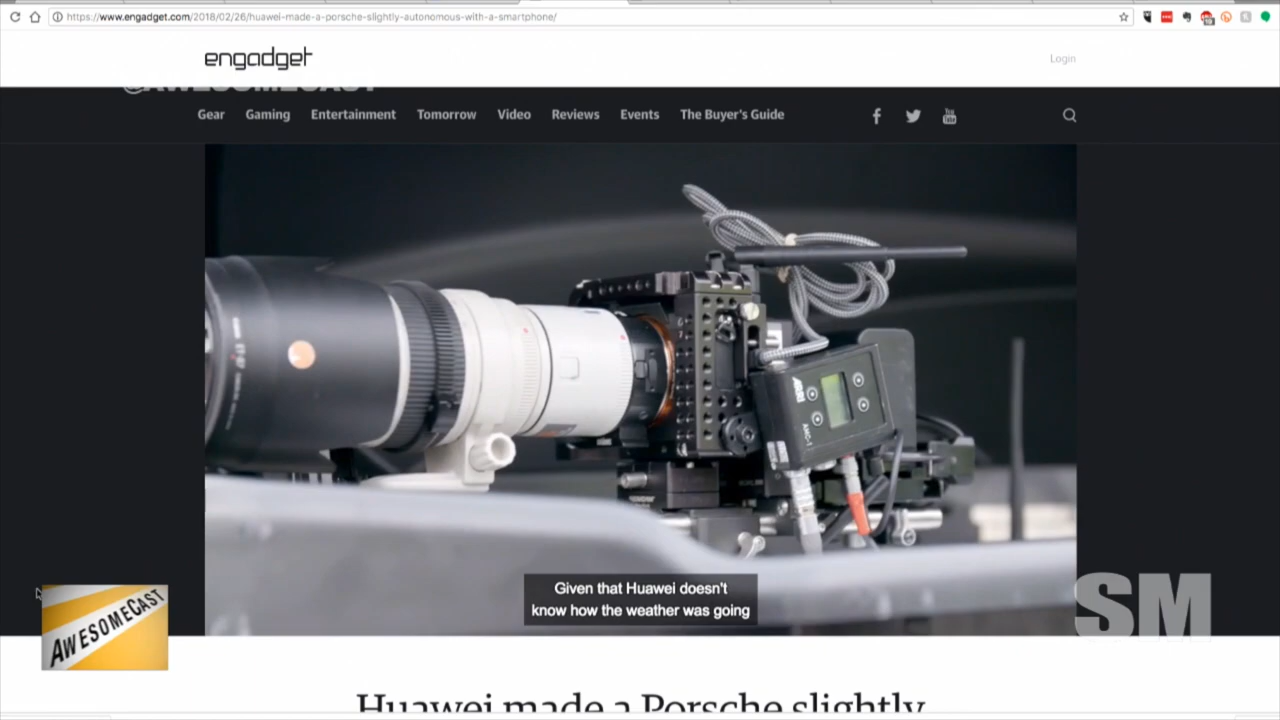 https://www.engadget.com/2018/02/26/huawei-made-a-porsche-slightly-autonomous-with-a-smartphone/
engadget
Login
@AWESOMECAST
Gear
Gaming
Entertainment
Tomorrow
Video
Reviews
Events
The Buyer's Guide
ARRI
Given that Huawei doesn't
know how the weather was going
AWESOMECAST
SM
Huawei made a Porsche slightly